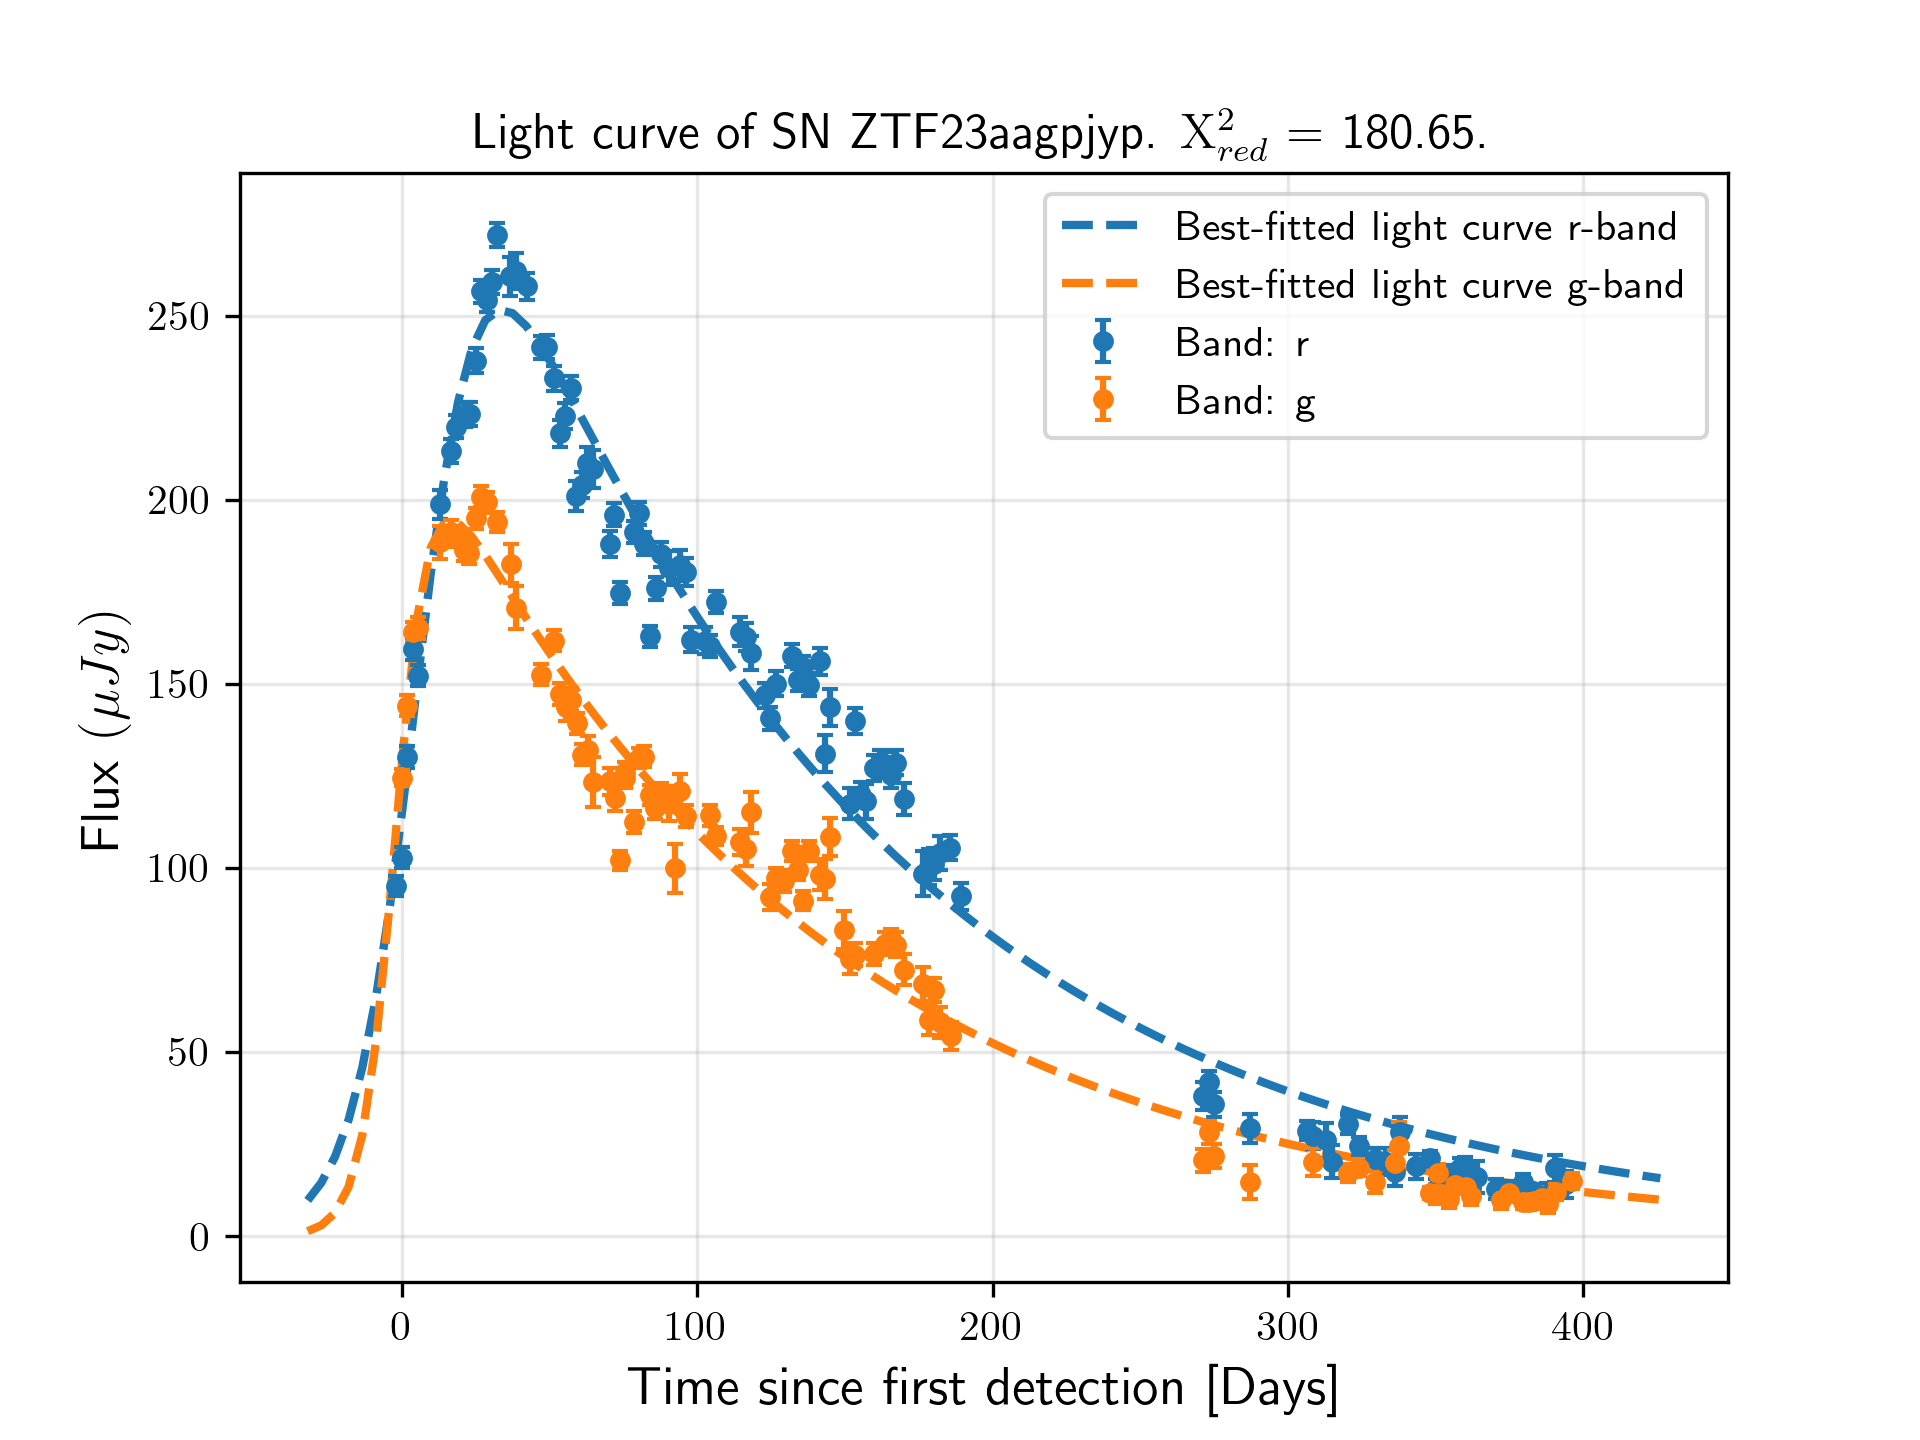 Light curve of SN ZTF23aagpjyp. X²_red = 180.65.
Best-fitted light curve r-band
Best-fitted light curve g-band
Band: r
Band: g
Flux (μJy)
250
200
150
100
50
0
0 100 200 300 400
Time since first detection [Days]